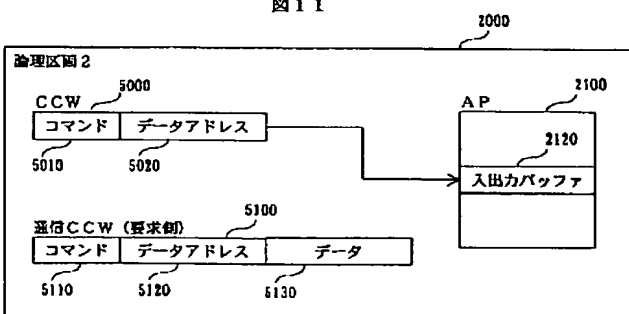 図11
2000
論理区画2
CCW
5000
コマンド
データアドレス
5010
5020
AP
2100
2120
入出力バッファ
通信CCW(要求側)
5100
コマンド
データアドレス
データ
5110
5120
5130